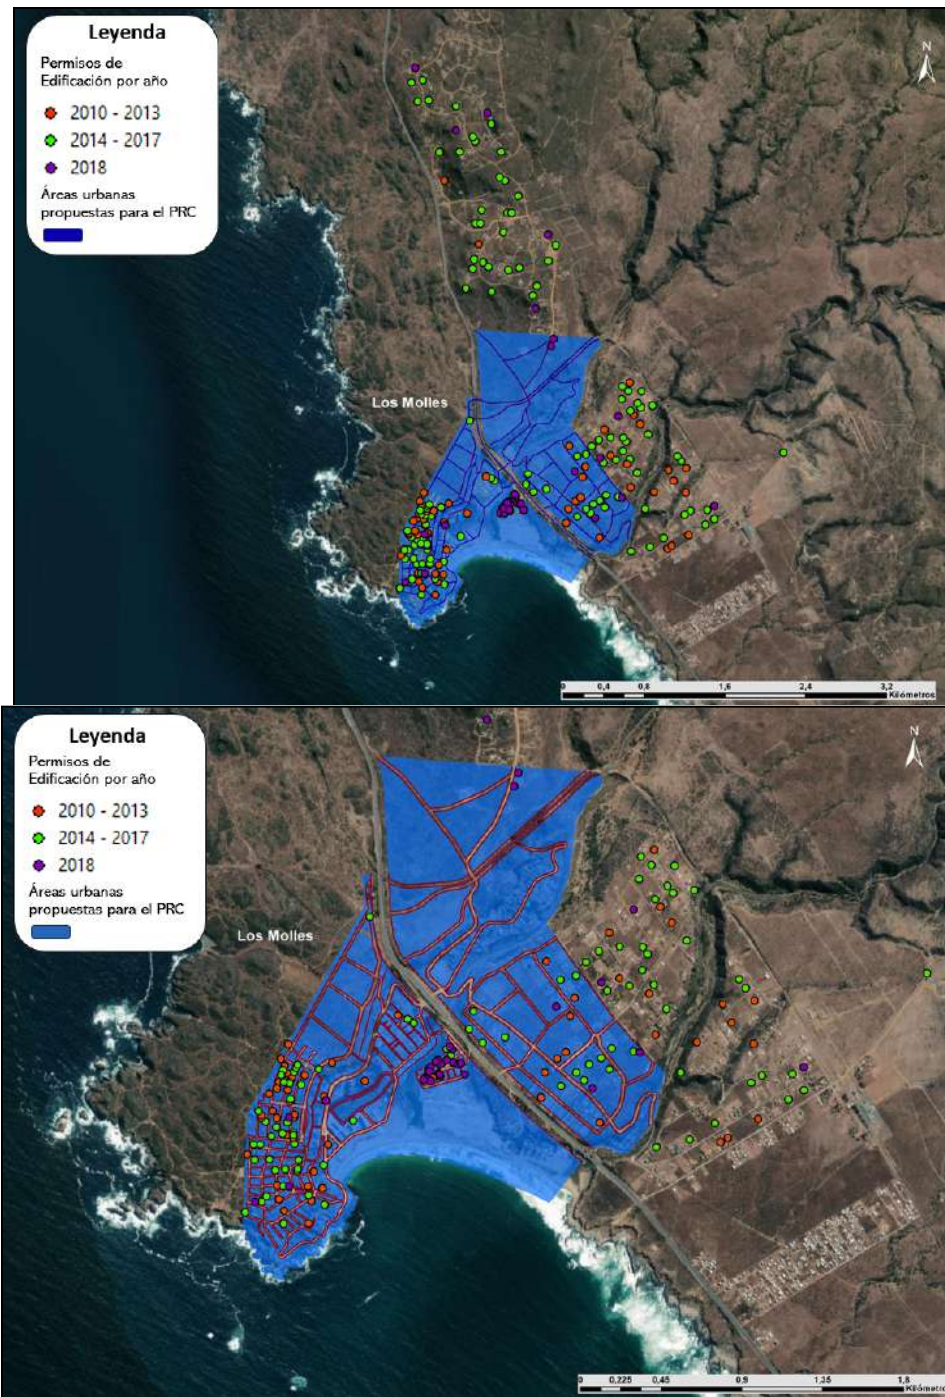 Leyenda
Permisos de
Edificación por año
2010 - 2013
2014 - 2017
2018
Áreas urbanas
propuestas para el PRC
N
Los Molles
0 0,4 0,8 1,6 2,4 3,2
Kilómetros
Leyenda
Permisos de
Edificación por año
2010 - 2013
2014 - 2017
2018
Áreas urbanas
propuestas para el PRC
N
Los Molles
0 0,225 0,45 0,9 1,35 1,8
Kilómetros